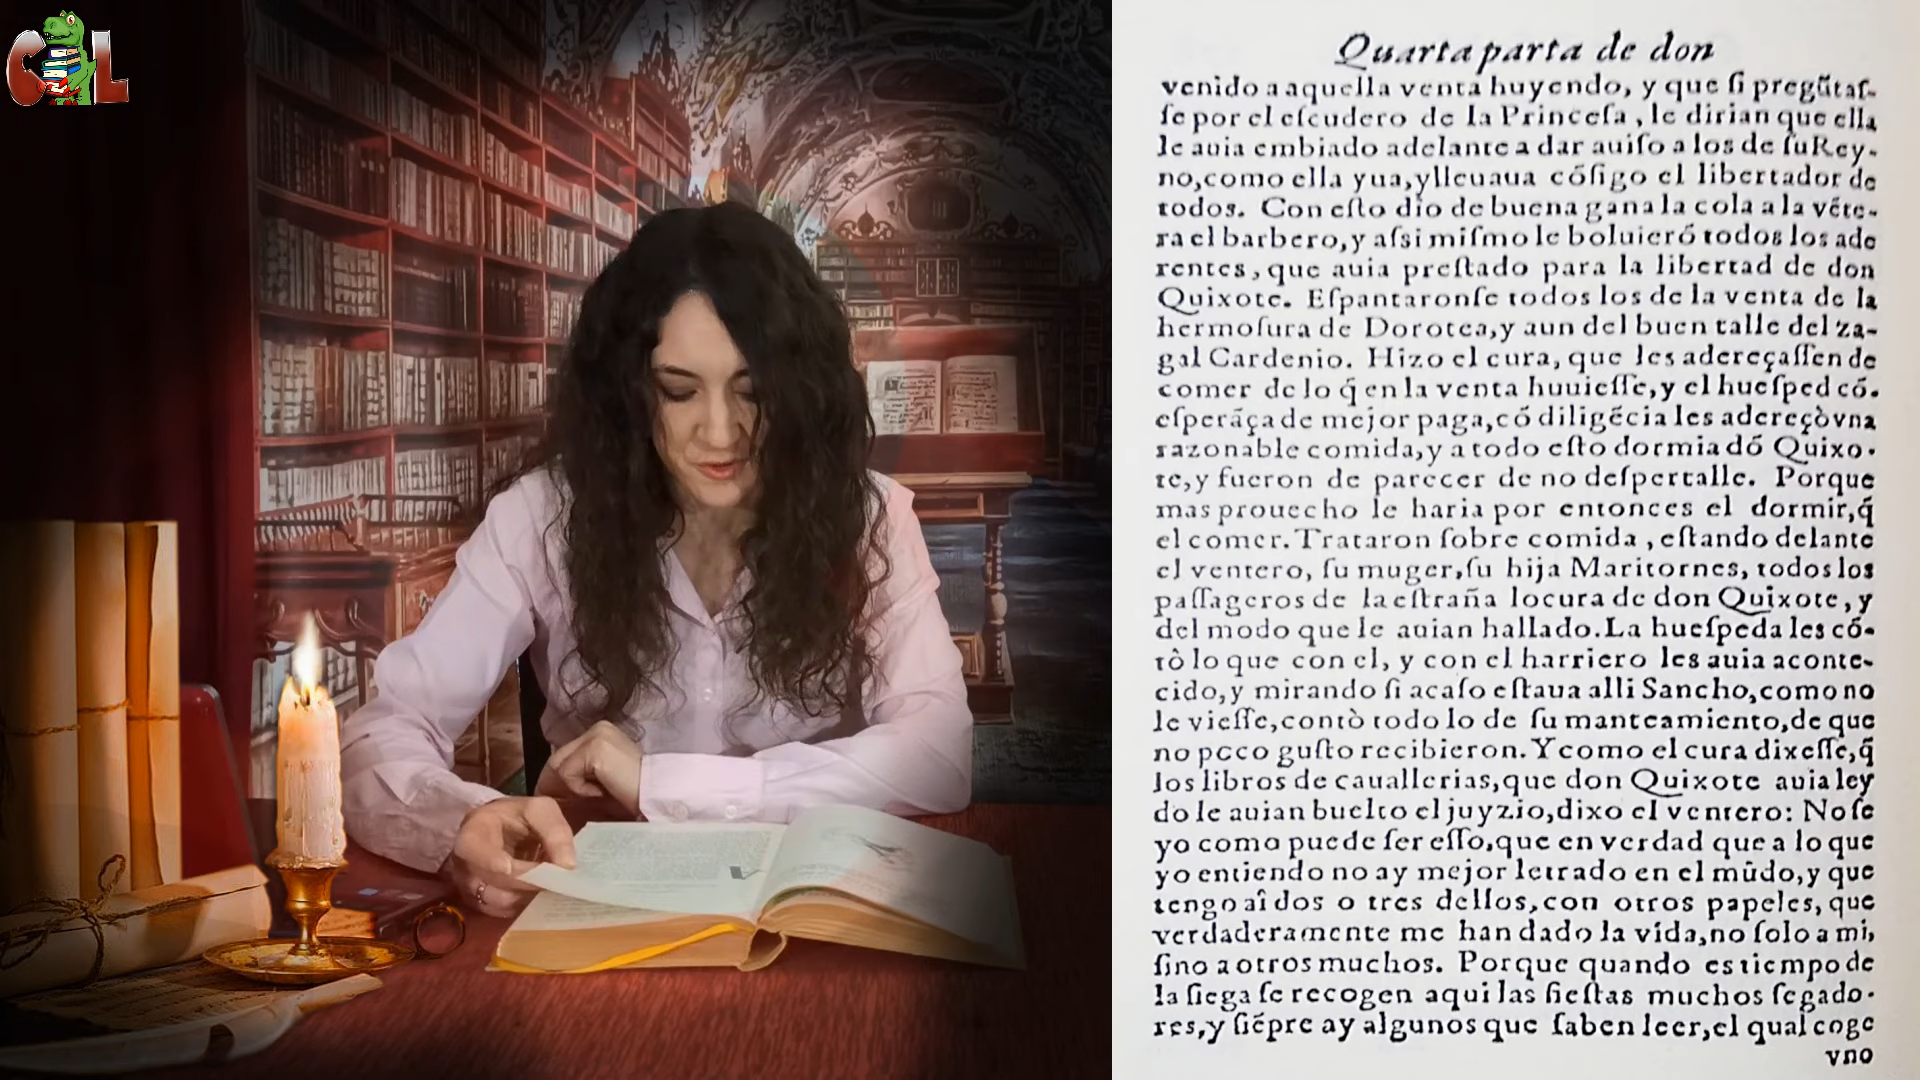 CIL
Quarta parta de don
venido a aquella venta huyendo, y que ſi pregũtaſ-
ſe por el eſcudero de la Princeſa, le dirian que ella
le auia embiado adelante a dar auiſo a los de ſu Rey-
no, como ella yua, y lleuaua cõſigo el libertador de
todos. Con eſto dio de buena gana la cola a la vẽte-
ra el barbero, y aſsi miſmo le boluierõ todos los ade
rentes, que auia preſtado para la libertad de don
Quixote. Eſpantaronſe todos los de la venta de la
hermoſura de Dorotea, y aun del buen talle del za-
gal Cardenio. Hizo el cura, que les adereçaſſen de
comer de lo q̃ en la venta huuieſſe, y el hueſped cõ.
eſperãça de mejor paga, cõ diligẽcia les adereçò vna
razonable comida, y a todo eſto dormia dõ Quixo-
te, y fueron de parecer de no deſpertalle. Porque
mas prouecho le haria por entonces el dormir, q̃
el comer. Trataron ſobre comida, eſtando delante
el ventero, ſu muger, ſu hija Maritornes, todos los
paſſageros de la eſtraña locura de don Quixote, y
del modo que le auian hallado. La hueſpeda les cõ-
tò lo que con el, y con el harriero les auia aconte-
cido, y mirando ſi acaſo eſtaua alli Sancho, como no
le vieſſe, contò todo lo de ſu manteamiento, de que
no poco guſto recibieron. Y como el cura dixeſſe, q̃
los libros de cauallerias, que don Quixote auia ley
do le auian buelto el juyzio, dixo el ventero: No ſe
yo como puede ſer eſſo, que en verdad que a lo que
yo entiendo no ay mejor letrado en el mũdo, y que
tengo aî dos o tres dellos, con otros papeles, que
verdaderamente me han dado la vida, no ſolo a mi,
ſino a otros muchos. Porque quando es tiempo de
la ſiega ſe recogen aqui las fieſtas muchos ſegado-
res, y ſiẽpre ay algunos que ſaben leer, el qual coge
vno